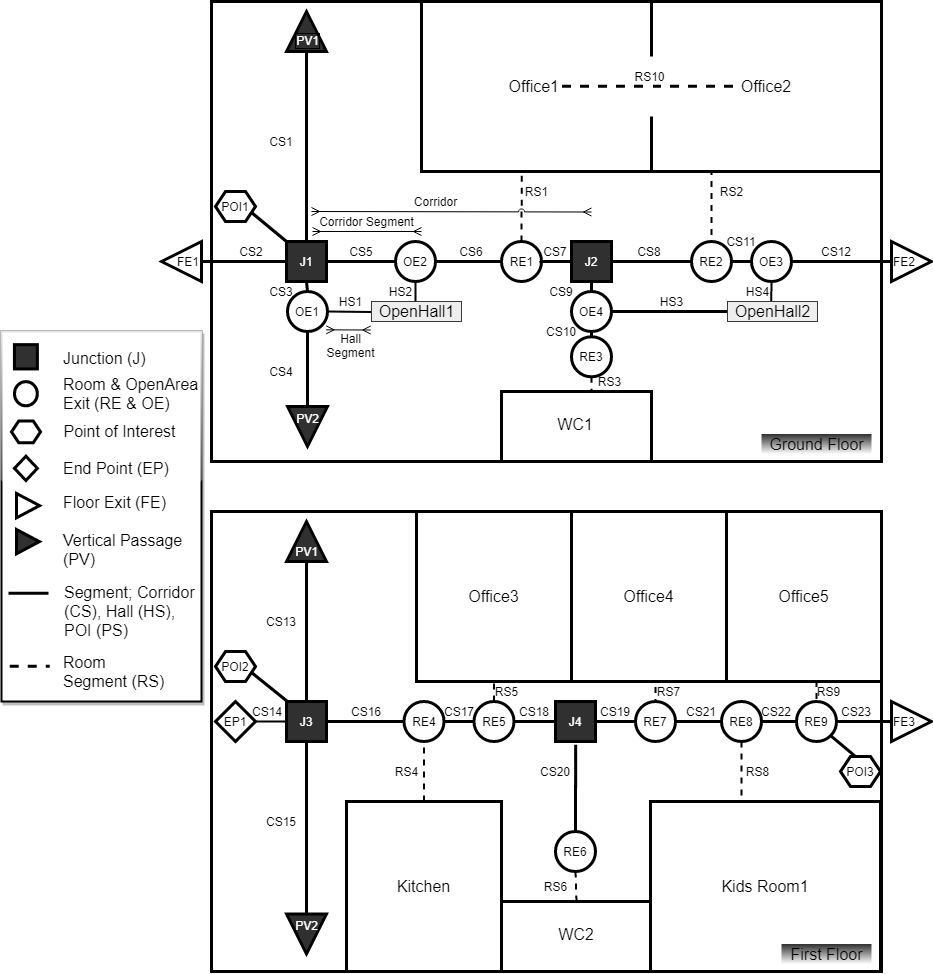 PV1
Office1
RS10
Office2
CS1
RS1
RS2
POI1
Corridor
Corridor Segment
FE1
CS2
J1
CS5
OE2
CS6
RE1
CS7
J2
CS8
RE2
CS11
OE3
CS12
FE2
CS3
HS1
HS2
CS9
HS3
HS4
OE1
OpenHall1
OE4
OpenHall2
Hall
Segment
CS10
CS4
RE3
RS3
PV2
WC1
Ground Floor
Junction (J)
Room & OpenArea
Exit (RE & OE)
Point of Interest
End Point (EP)
Floor Exit (FE)
Vertical Passage
(PV)
Segment; Corridor
(CS), Hall (HS),
POI (PS)
Room
Segment (RS)
PV1
Office3
Office4
Office5
CS13
POI2
RS5
RS7
RS9
EP1
CS14
J3
CS16
RE4
CS17
RE5
CS18
J4
CS19
RE7
CS21
RE8
CS22
RE9
CS23
FE3
RS4
CS20
RS8
POI3
CS15
RE6
Kitchen
RS6
Kids Room1
PV2
WC2
First Floor